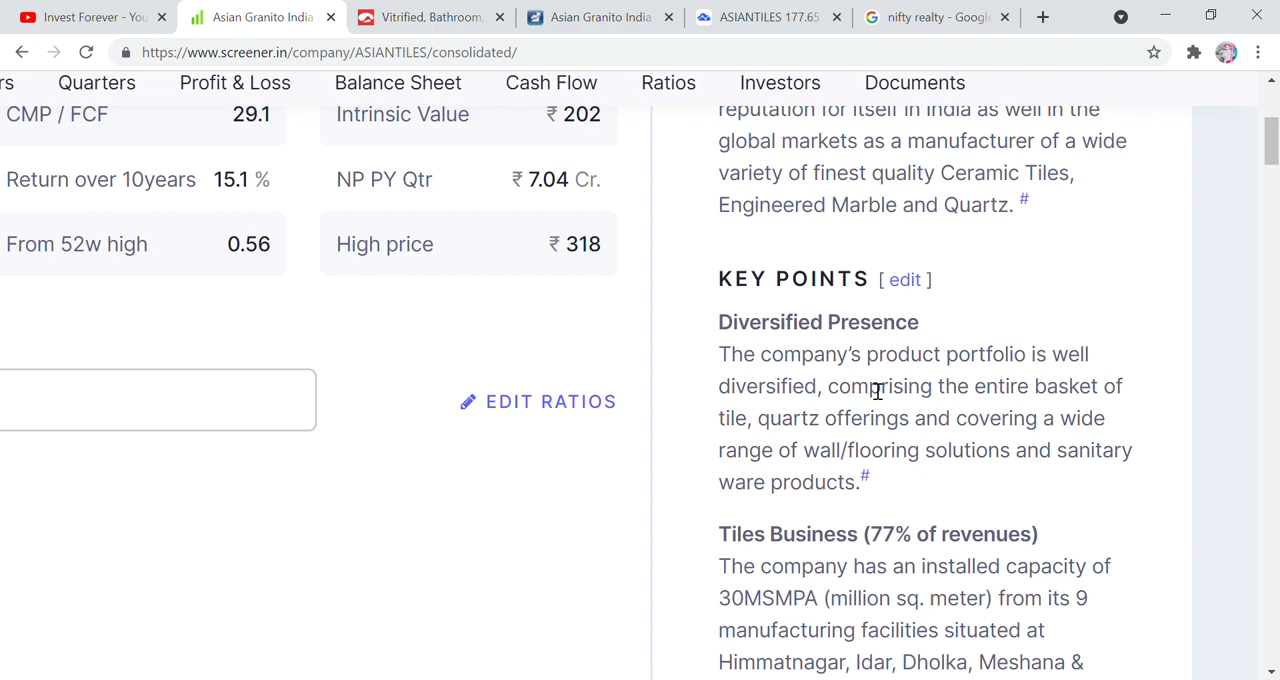 Invest Forever - You
Asian Granito India
Vitrified, Bathroom,
Asian Granito India
ASIANTILES 177.65
nifty realty - Google
https://www.screener.in/company/ASIANTILES/consolidated/
rs Quarters Profit & Loss Balance Sheet Cash Flow Ratios Investors Documents
CMP / FCF 29.1
Intrinsic Value ₹ 202
Return over 10years 15.1 %
NP PY Qtr ₹ 7.04 Cr.
From 52w high 0.56
High price ₹ 318
EDIT RATIOS
reputation for itself in India as well in the
global markets as a manufacturer of a wide
variety of finest quality Ceramic Tiles,
Engineered Marble and Quartz. #
KEY POINTS [ edit ]
Diversified Presence
The company's product portfolio is well
diversified, comprising the entire basket of
tile, quartz offerings and covering a wide
range of wall/flooring solutions and sanitary
ware products.#
Tiles Business (77% of revenues)
The company has an installed capacity of
30MSMPA (million sq. meter) from its 9
manufacturing facilities situated at
Himmatnagar, Idar, Dholka, Meshana &